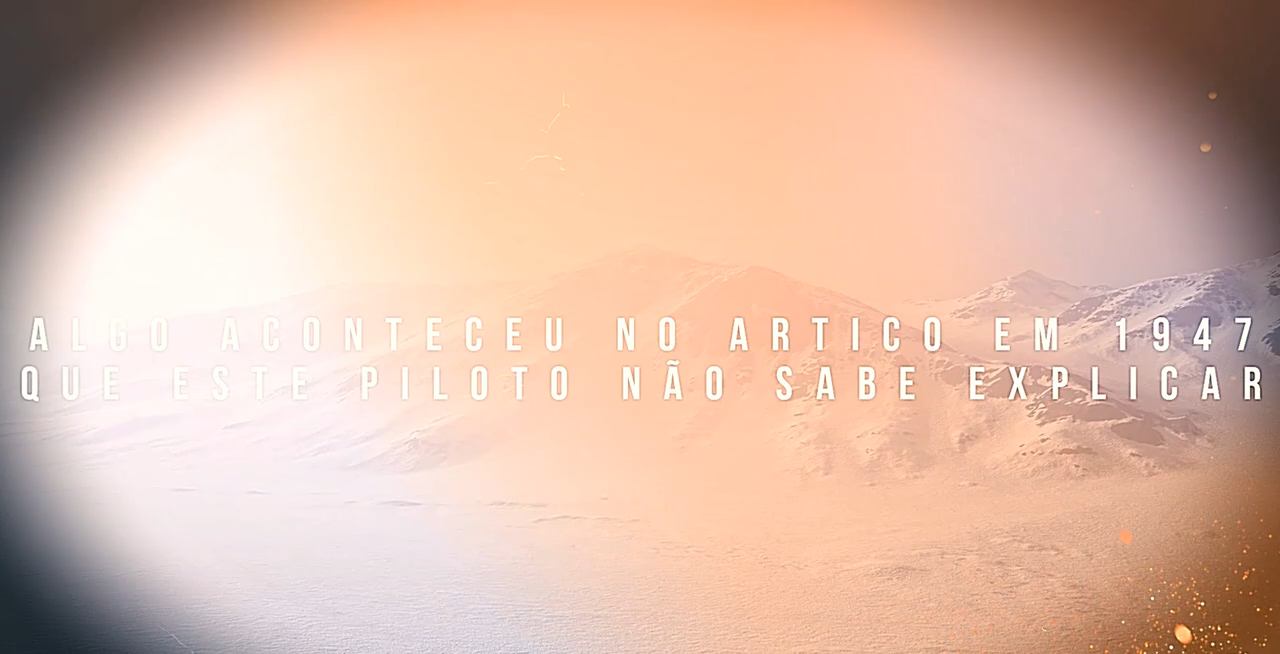 ALGO ACONTECEU NO ARTICO EM 1947.
QUE ESTE PILOTO NÃO SABE EXPLICAR